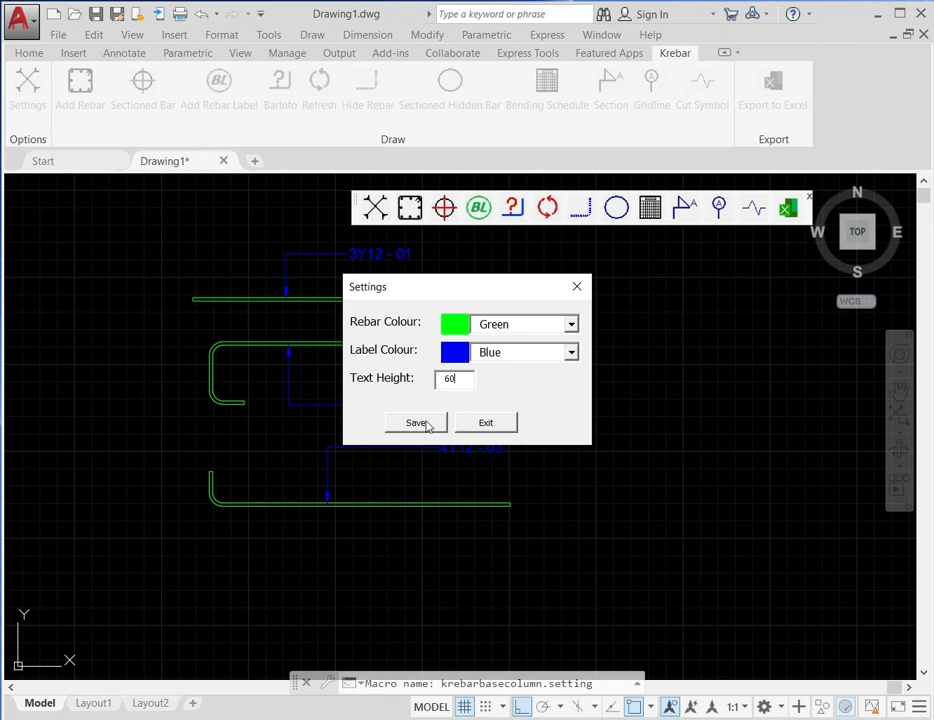 A
Drawing1.dwg
Type a keyword or phrase
Sign In
File Edit View Insert Format Tools Draw Dimension Modify Parametric Express Window Help
Home Insert Annotate Parametric View Manage Output Add-ins Collaborate Express Tools Featured Apps Krebar
BL
Settings Add Rebar Sectioned Bar Add Rebar Label BarInfo Refresh Hide Rebar Sectioned Hidden Bar Bending Schedule Section Gridline Cut Symbol Export to Excel
Options Draw Export
Start Drawing1*
BL
N
W TOP E
S
WCS
3Y12 - 01
Settings
Rebar Colour: Green
Label Colour: Blue
Text Height: 60
Save Exit
4Y12 - 03
Y
X
Macro name: krebarbasecolumn.setting
Model Layout1 Layout2
MODEL 1:1